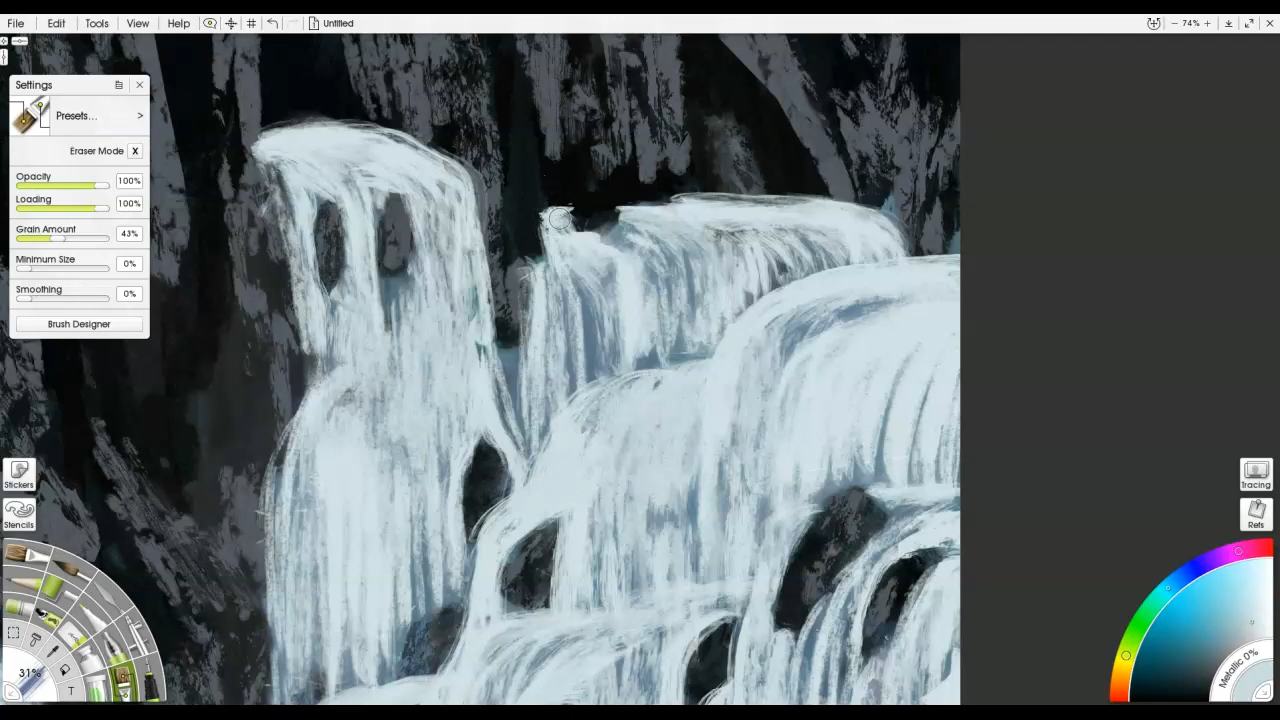 File Edit Tools View Help Untitled 74%
Settings
Presets... >
Eraser Mode X
Opacity 100%
Loading 100%
Grain Amount 43%
Minimum Size 0%
Smoothing 0%
Brush Designer
Stickers
Stencils
31%
T
Tracing
Refs
Metallic 0%